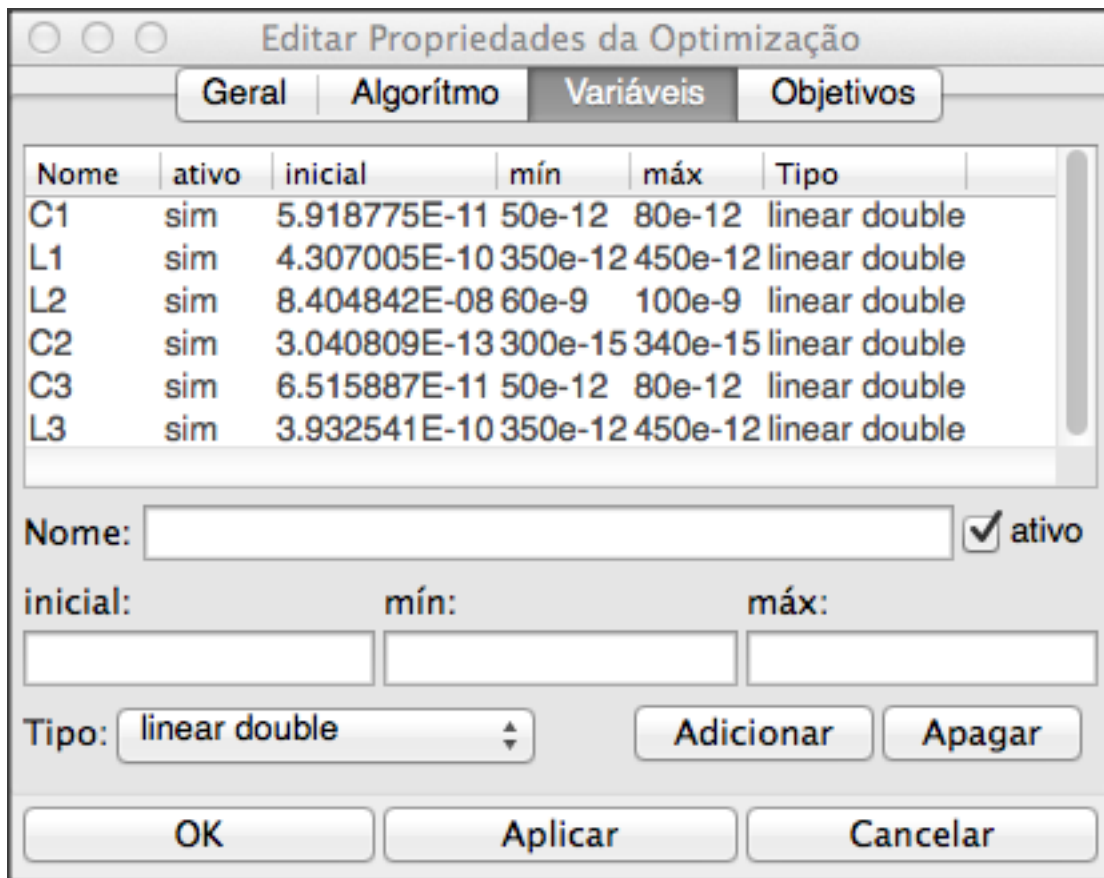 Editar Propriedades da Optimização
Geral Algorítmo Variáveis Objetivos
Nome ativo inicial mín máx Tipo
C1 sim 5.918775E-11 50e-12 80e-12 linear double
L1 sim 4.307005E-10 350e-12 450e-12 linear double
L2 sim 8.404842E-08 60e-9 100e-9 linear double
C2 sim 3.040809E-13 300e-15 340e-15 linear double
C3 sim 6.515887E-11 50e-12 80e-12 linear double
L3 sim 3.932541E-10 350e-12 450e-12 linear double
Nome: ativo
inicial: mín: máx:
Tipo: linear double Adicionar Apagar
OK Aplicar Cancelar